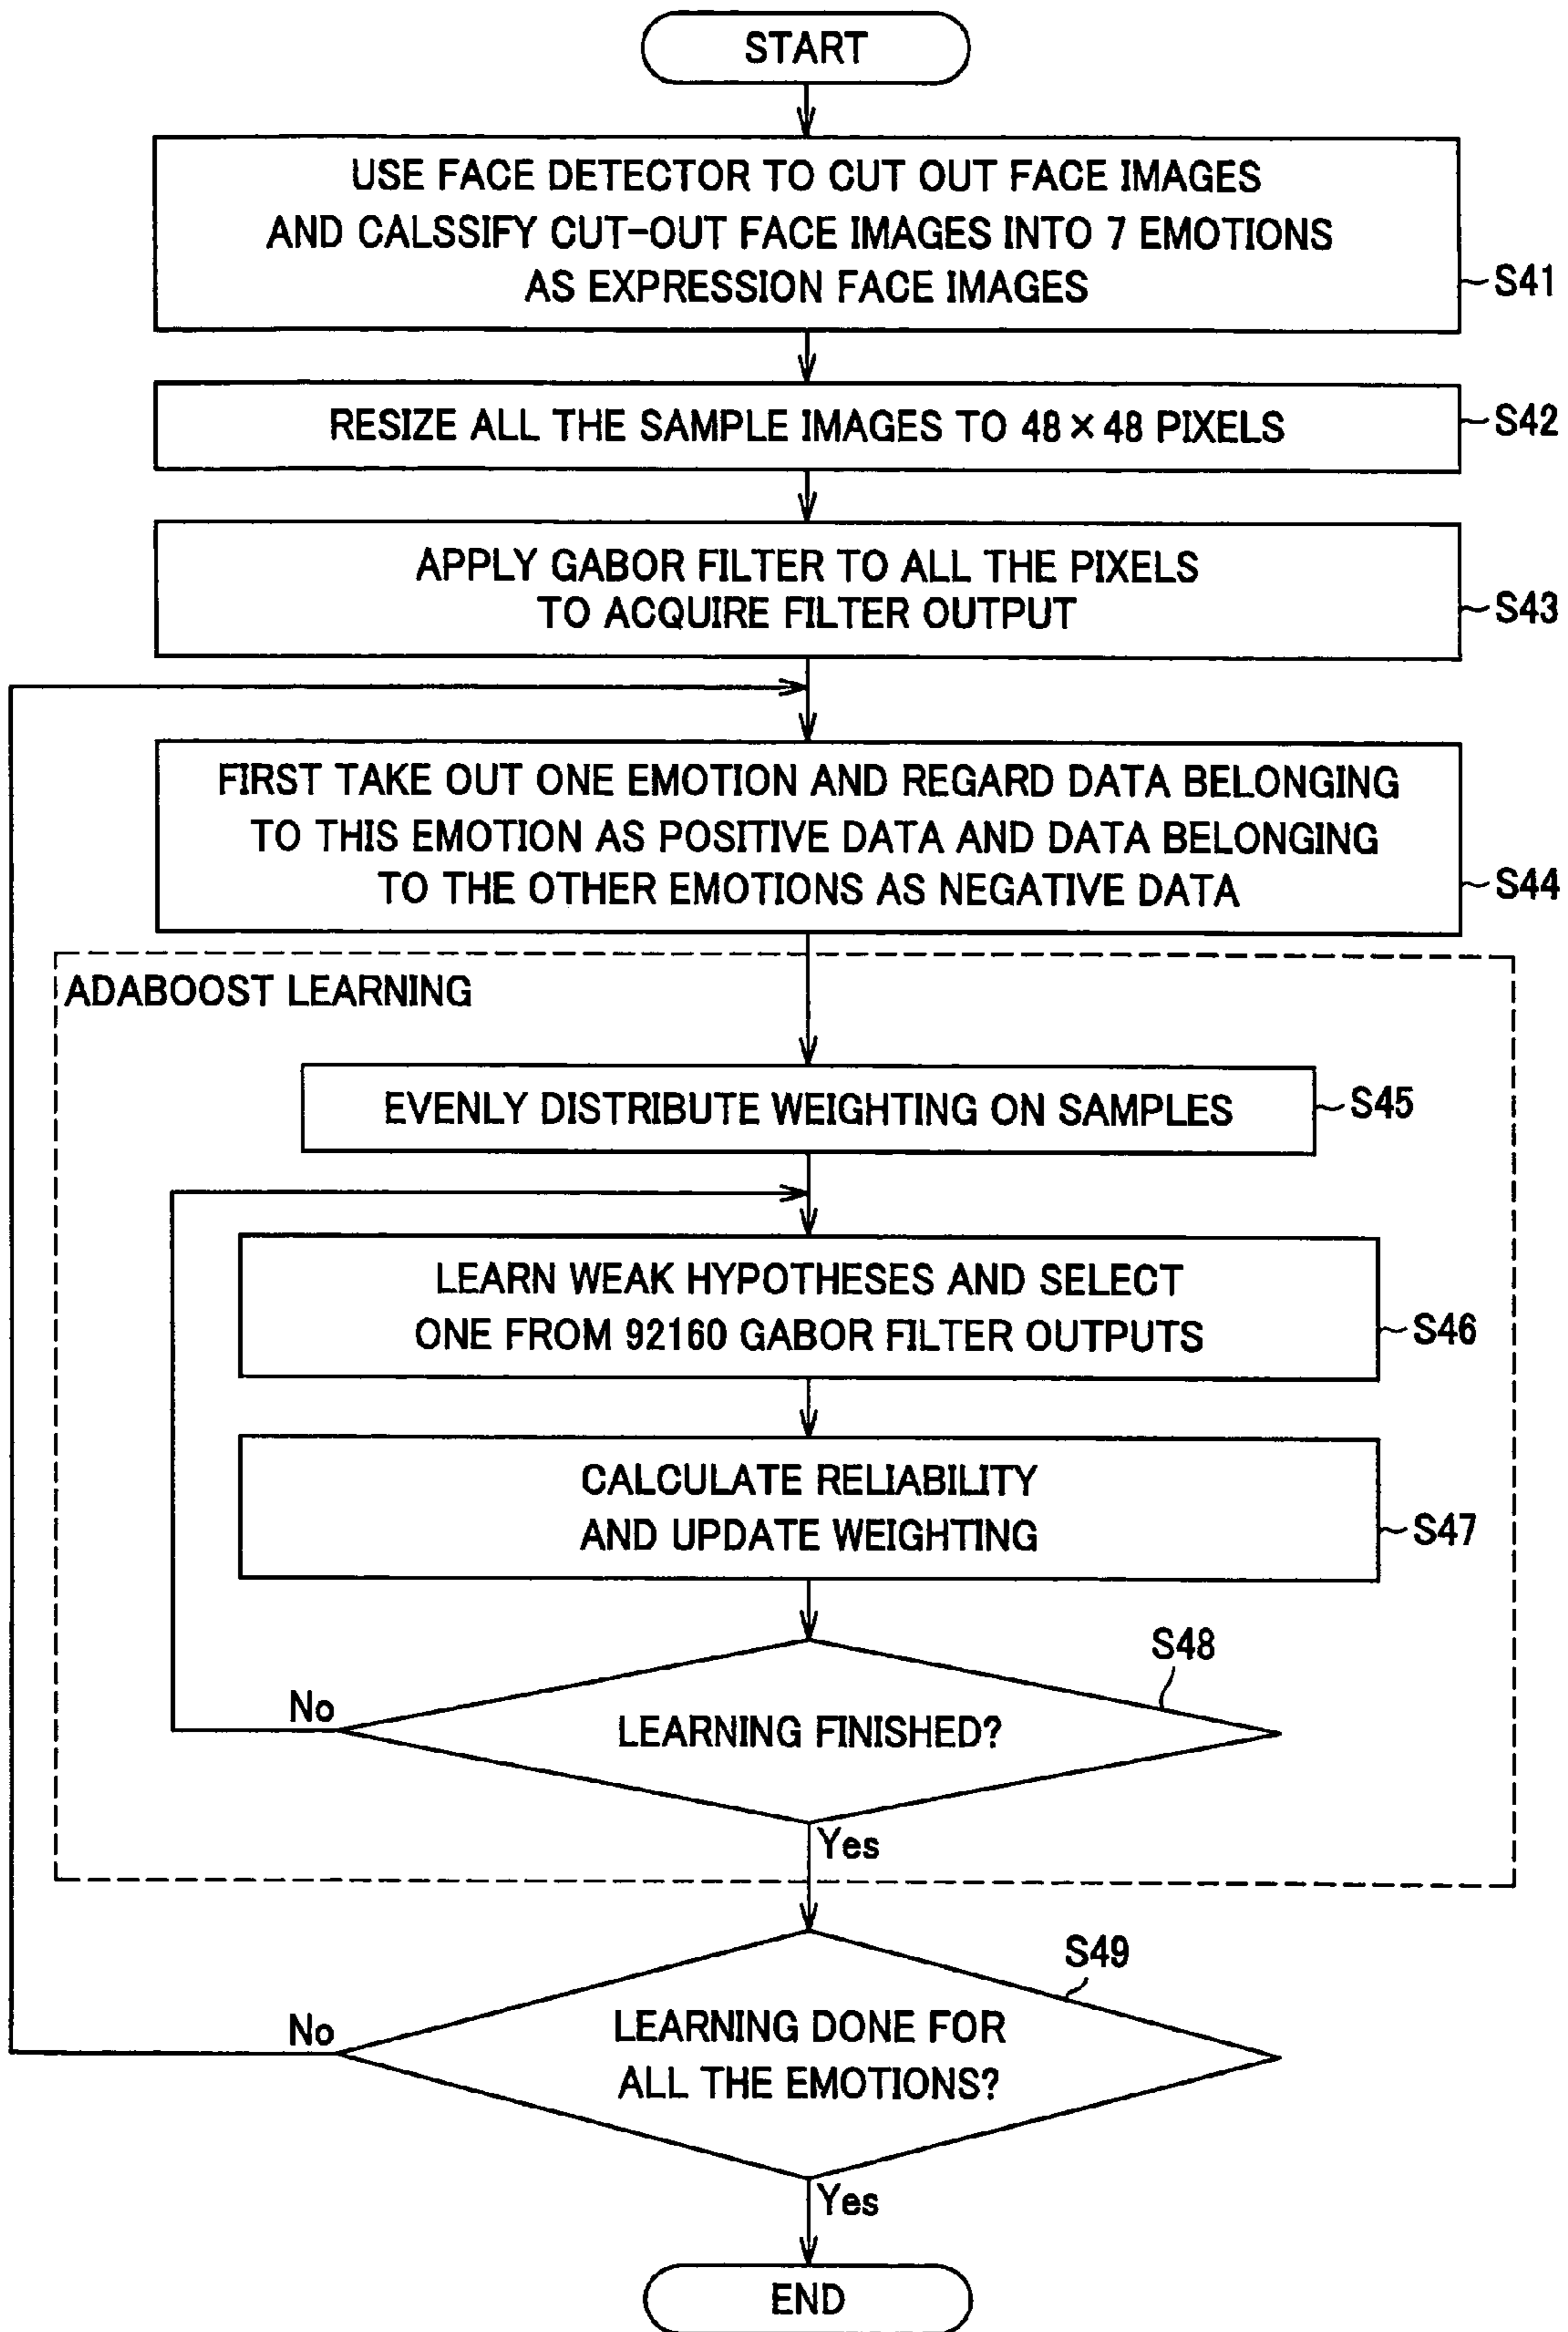 START
USE FACE DETECTOR TO CUT OUT FACE IMAGES
AND CALSSIFY CUT-OUT FACE IMAGES INTO 7 EMOTIONS
AS EXPRESSION FACE IMAGES
S41
RESIZE ALL THE SAMPLE IMAGES TO 48×48 PIXELS
S42
APPLY GABOR FILTER TO ALL THE PIXELS
TO ACQUIRE FILTER OUTPUT
S43
FIRST TAKE OUT ONE EMOTION AND REGARD DATA BELONGING
TO THIS EMOTION AS POSITIVE DATA AND DATA BELONGING
TO THE OTHER EMOTIONS AS NEGATIVE DATA
S44
ADABOOST LEARNING
EVENLY DISTRIBUTE WEIGHTING ON SAMPLES
S45
LEARN WEAK HYPOTHESES AND SELECT
ONE FROM 92160 GABOR FILTER OUTPUTS
S46
CALCULATE RELIABILITY
AND UPDATE WEIGHTING
S47
S48
No
LEARNING FINISHED?
Yes
S49
No
LEARNING DONE FOR
ALL THE EMOTIONS?
Yes
END